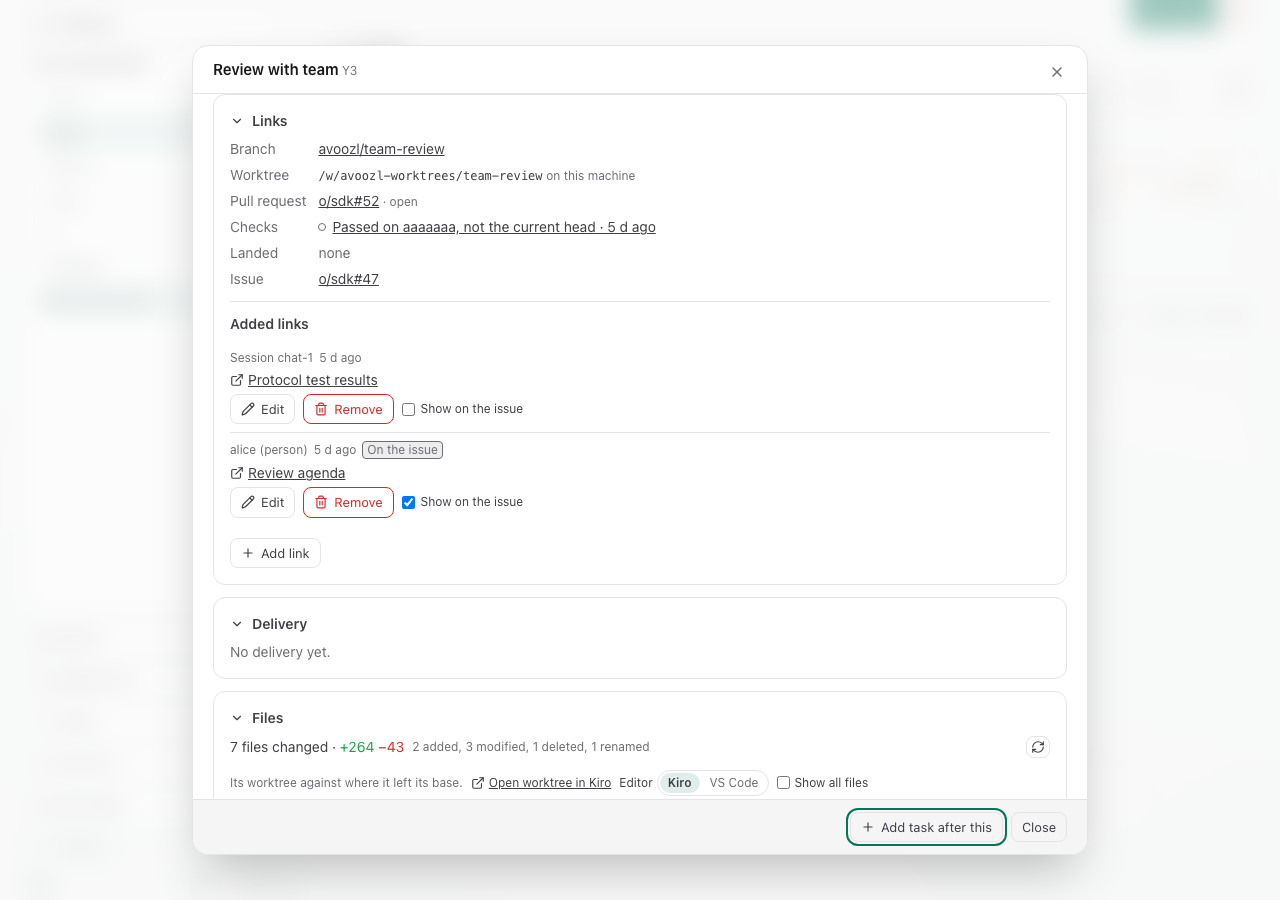 Review with team Y3
Links
Branch avoozl/team-review
Worktree /w/avoozl-worktrees/team-review on this machine
Pull request o/sdk#52 · open
Checks Passed on aaaaaaa, not the current head · 5 d ago
Landed none
Issue o/sdk#47
Added links
Session chat-1 5 d ago
Protocol test results
Edit Remove Show on the issue
alice (person) 5 d ago On the issue
Review agenda
Edit Remove Show on the issue
Add link
Delivery
No delivery yet.
Files
7 files changed · +264 −43 2 added, 3 modified, 1 deleted, 1 renamed
Its worktree against where it left its base. Open worktree in Kiro Editor Kiro VS Code Show all files
Add task after this Close